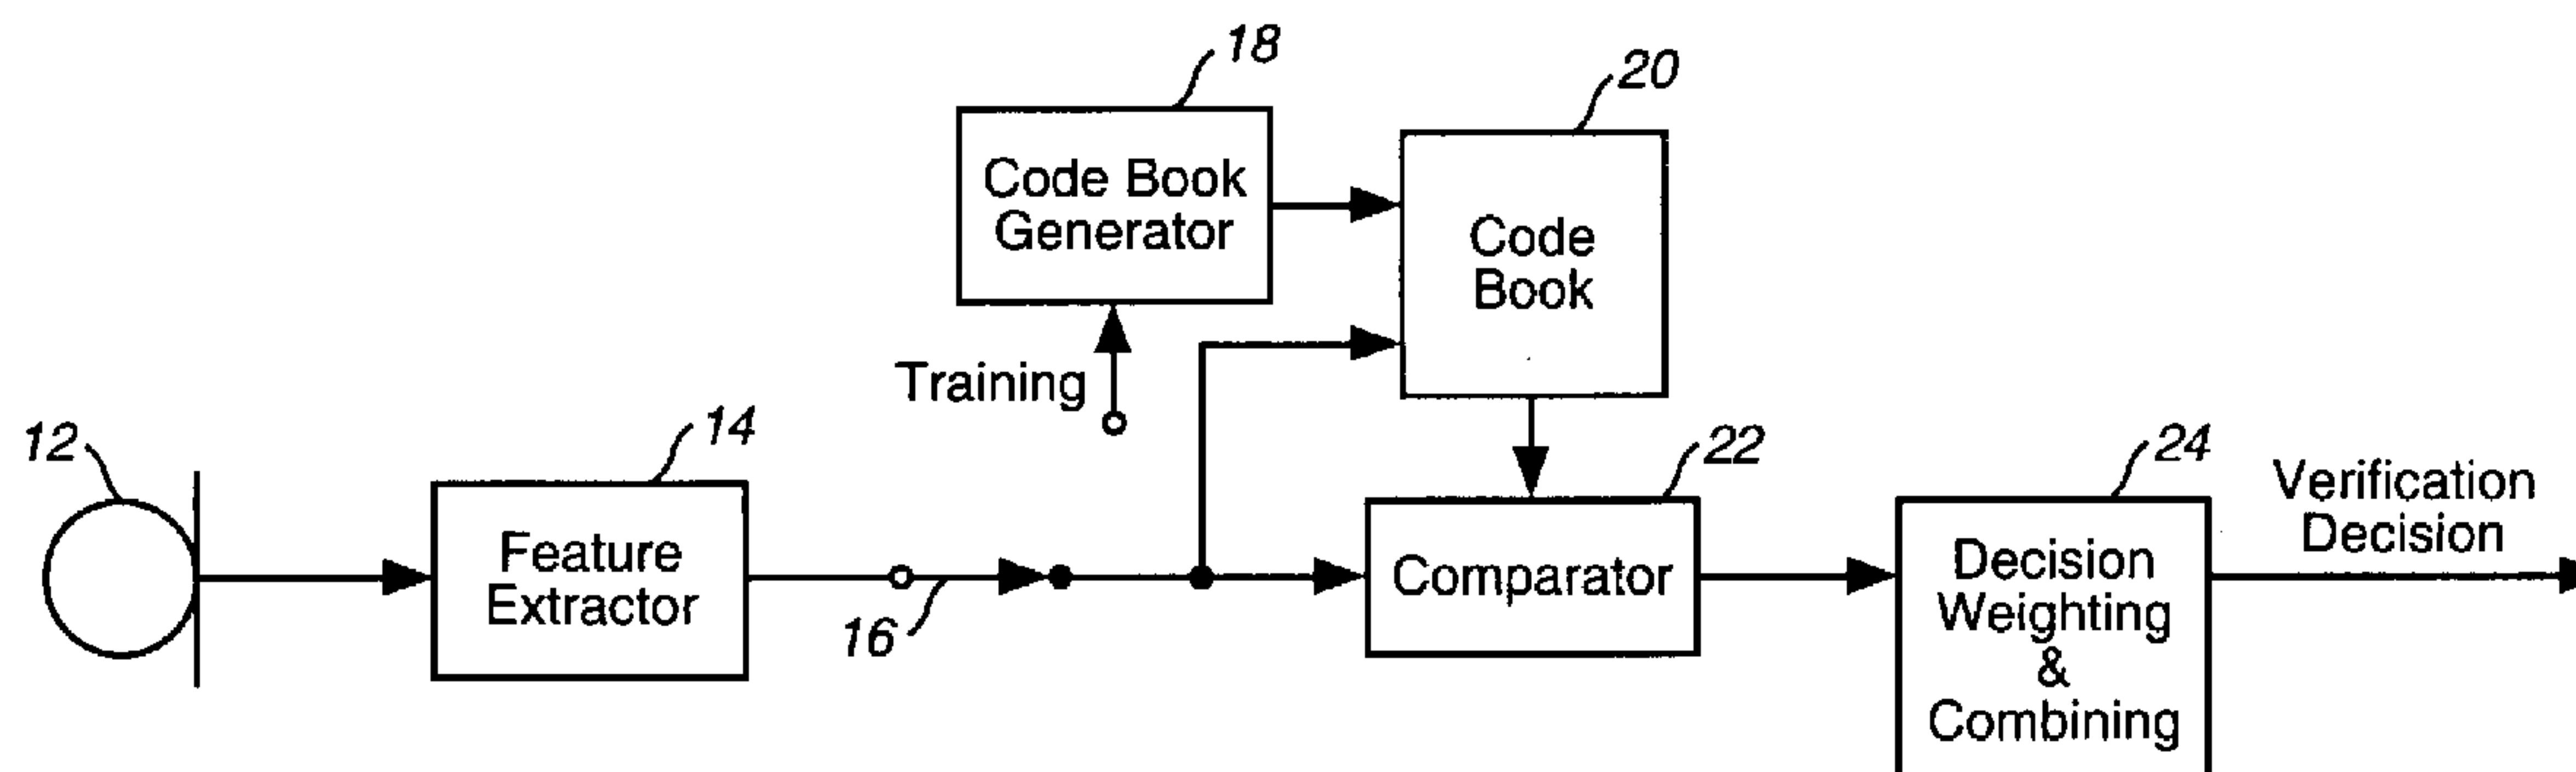 18
20
Code Book
Generator
Code
Book
Training
12
14
22
24
Verification
Decision
Feature
Extractor
16
Comparator
Decision
Weighting
&
Combining